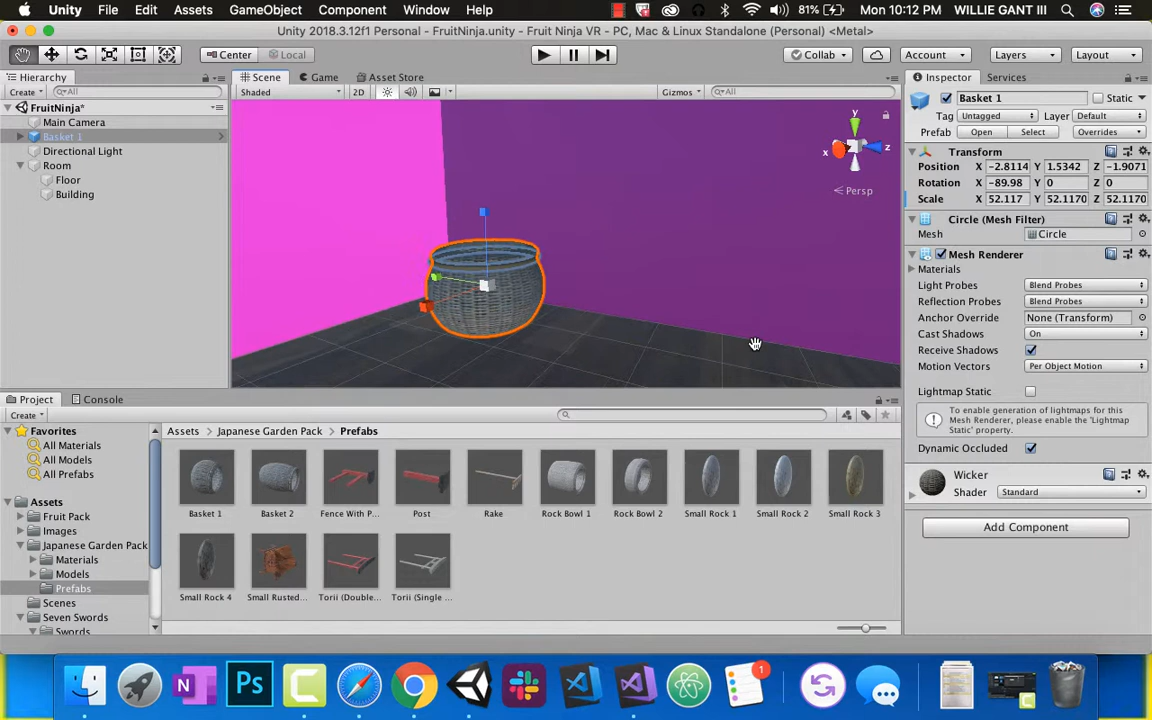 Unity File Edit Assets GameObject Component Window Help 81% Mon 10:12 PM WILLIE GANT III
Unity 2018.3.12f1 Personal - FruitNinja.unity - Fruit Ninja VR - PC, Mac & Linux Standalone (Personal) <Metal>
Center Local Collab Account Layers Layout
Hierarchy Scene Game Asset Store Inspector Services
Create All Shaded 2D Gizmos All
Basket 1 Static
FruitNinja*
Tag Untagged Layer Default
Main Camera
Prefab Open Select Overrides
Basket 1
Directional Light
Transform
Room
Position X -2.8114 Y 1.5342 Z -1.9071
Floor
Rotation X -89.98 Y 0 Z 0
Building
Scale X 52.117 Y 52.1170 Z 52.1170
y
x
z
Persp
Circle (Mesh Filter)
Mesh Circle
Mesh Renderer
Materials
Light Probes Blend Probes
Reflection Probes Blend Probes
Anchor Override None (Transform)
Cast Shadows On
Receive Shadows
Motion Vectors Per Object Motion
Lightmap Static
To enable generation of lightmaps for this
Mesh Renderer, please enable the 'Lightmap
Static' property.
Dynamic Occluded
Wicker
Shader Standard
Add Component
Project Console
Create
Favorites
All Materials
All Models
All Prefabs
Assets
Fruit Pack
Images
Japanese Garden Pack
Materials
Models
Prefabs
Scenes
Seven Swords
Swords
Assets Japanese Garden Pack Prefabs
Basket 1 Basket 2 Fence With P... Post Rake Rock Bowl 1 Rock Bowl 2 Small Rock 1 Small Rock 2 Small Rock 3
Small Rock 4 Small Rusted... Torii (Double... Torii (Single ...
N Ps 1